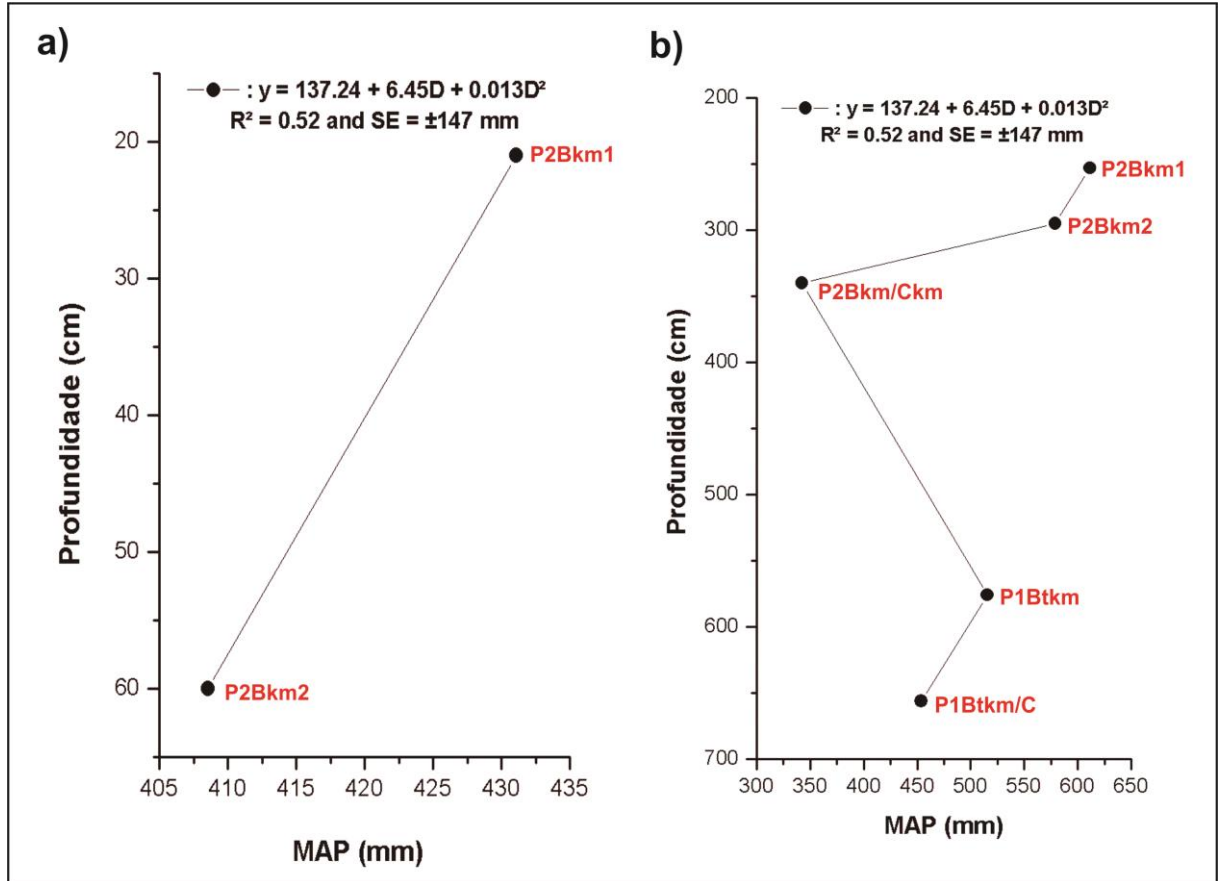 a)
: y = 137.24 + 6.45D + 0.013D²
R² = 0.52 and SE = ±147 mm
P2Bkm1
P2Bkm2
Profundidade (cm)
20
30
40
50
60
405 410 415 420 425 430 435
MAP (mm)
b)
: y = 137.24 + 6.45D + 0.013D²
R² = 0.52 and SE = ±147 mm
P2Bkm1
P2Bkm2
P2Bkm/Ckm
P1Btkm
P1Btkm/C
Profundidade (cm)
200
300
400
500
600
700
300 350 400 450 500 550 600 650
MAP (mm)